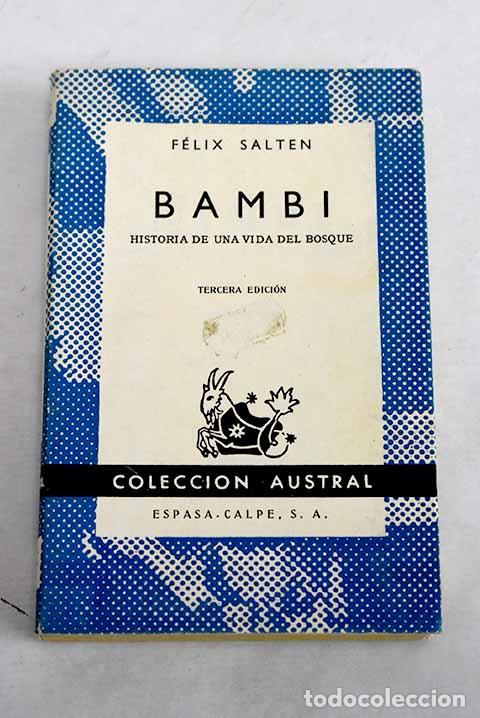 FÉLIX SALTEN
BAMBI
HISTORIA DE UNA VIDA DEL BOSQUE
TERCERA EDICIÓN
COLECCION AUSTRAL
ESPASA-CALPE, S. A.
todocoleccion